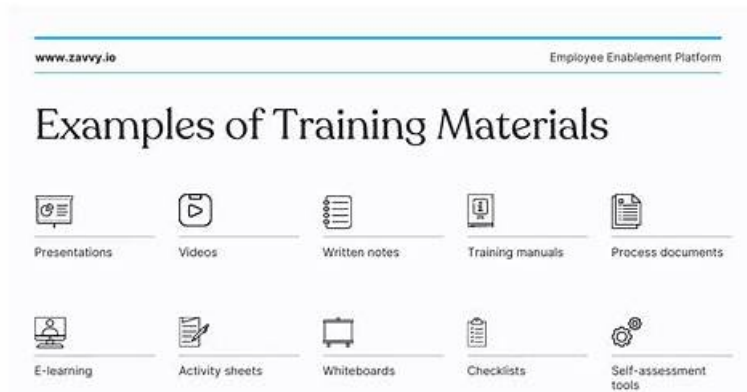 www.zavvy.io
Employee Enablement Platform
Examples of Training Materials
Presentations
Videos
Written notes
Training manuals
Process documents
E-learning
Activity sheets
Whiteboards
Checklists
Self-assessment
tools